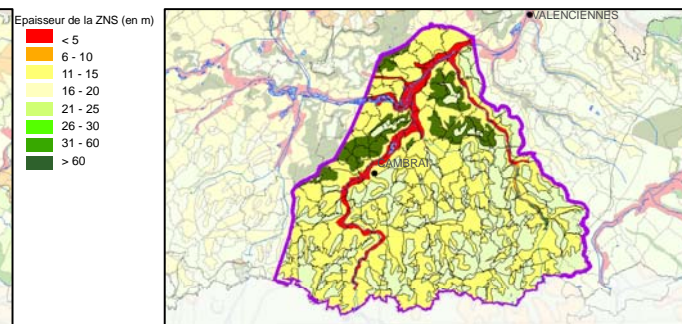 Epaisseur de la ZNS (en m)
< 5
6 - 10
11 - 15
16 - 20
21 - 25
26 - 30
31 - 60
> 60
VALENCIENNES
CAMBRAI